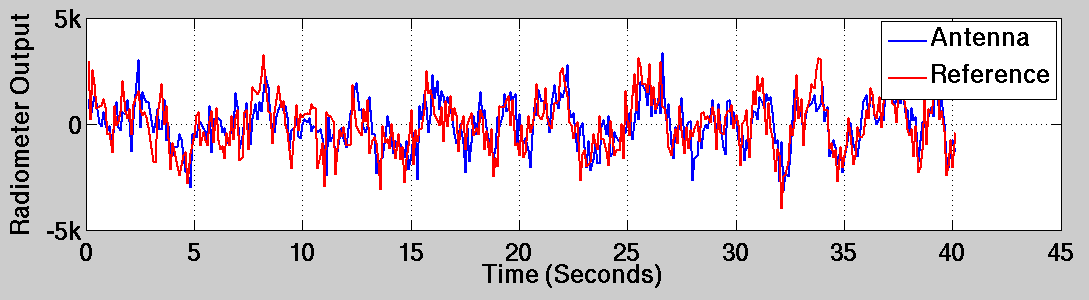 Radiometer Output
5k
0
-5k
0 5 10 15 20 25 30 35 40 45
Time (Seconds)
Antenna
Reference